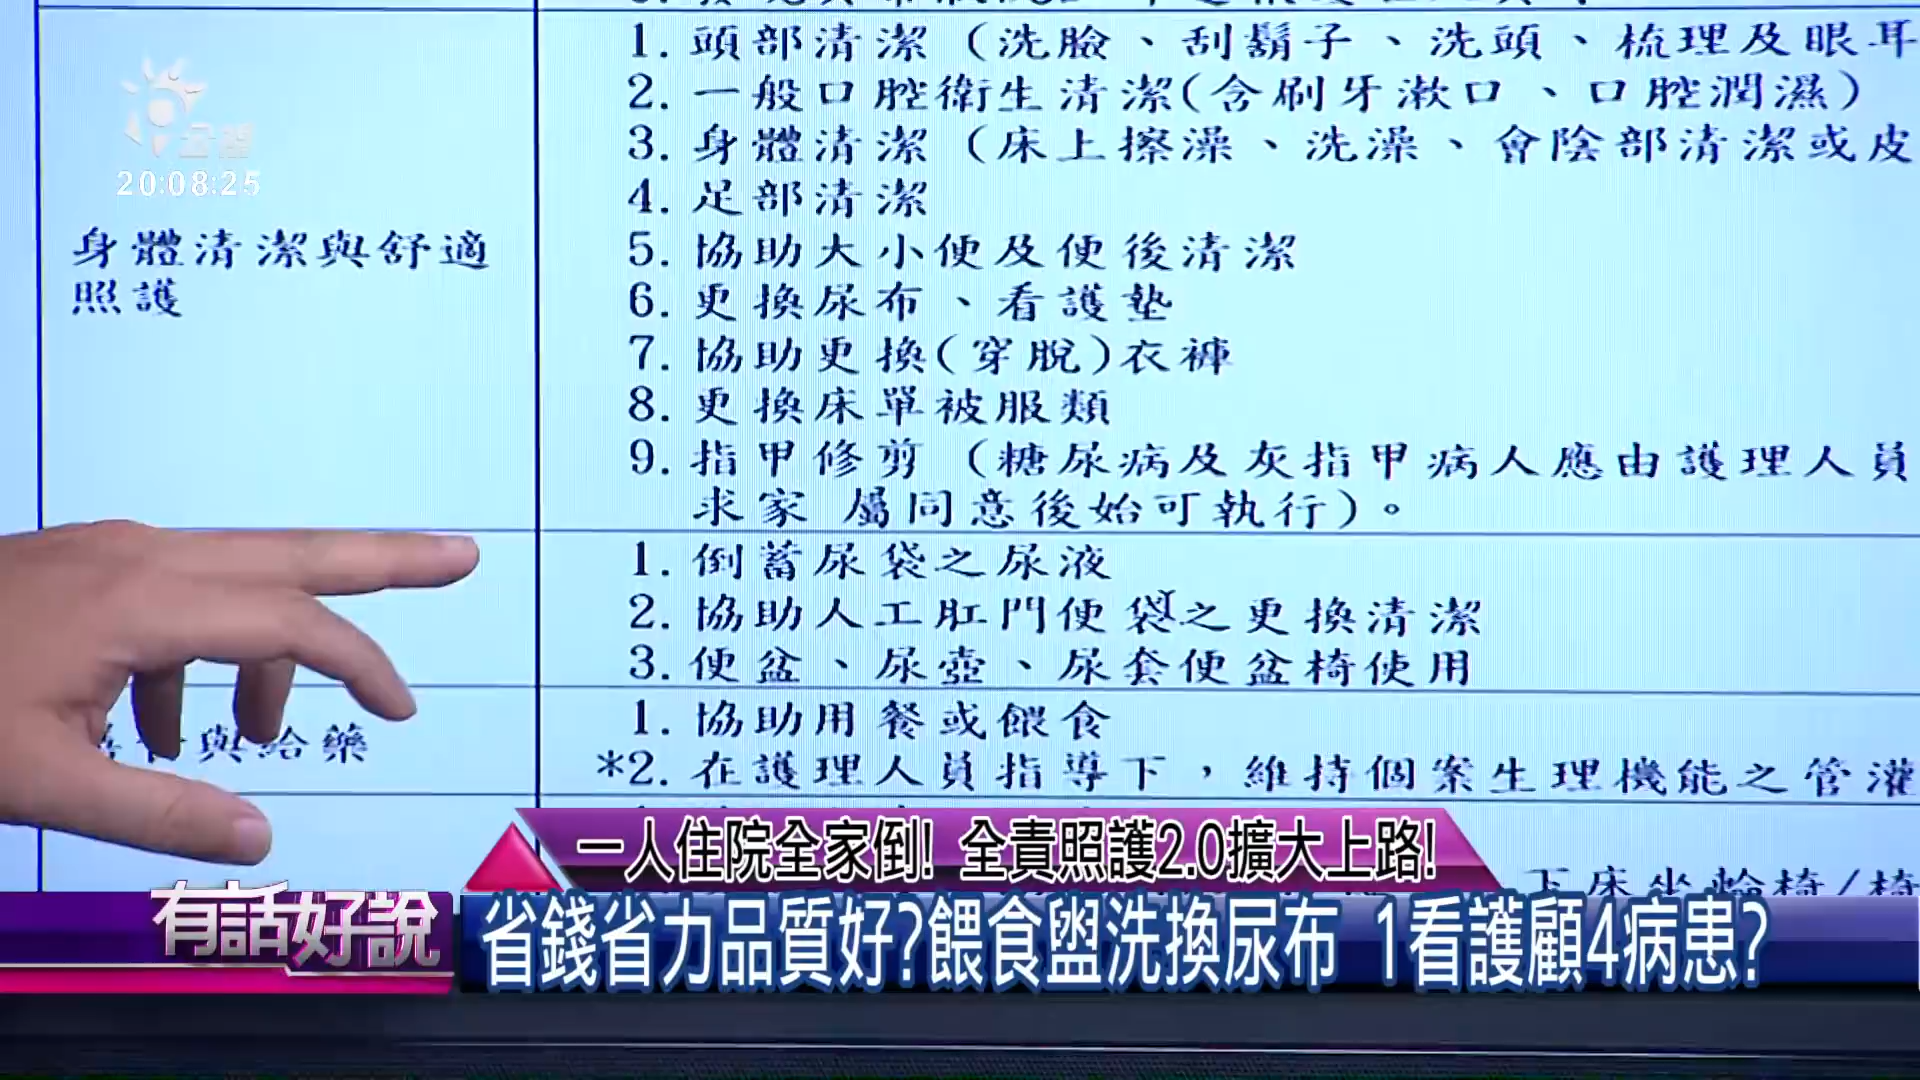 1. 頭部清潔（洗臉、刮鬍子、洗頭、梳理及眼耳
2. 一般口腔衛生清潔(含刷牙漱口、口腔潤濕)
3. 身體清潔（床上擦澡、洗澡、會陰部清潔或皮
公視
20:08:25
4. 足部清潔
身體清潔與舒適
照護
5. 協助大小便及便後清潔
6. 更換尿布、看護墊
7. 協助更換(穿脫)衣褲
8. 更換床單被服類
9. 指甲修剪（糖尿病及灰指甲病人應由護理人員
求家 屬同意後始可執行)。
1. 倒蓄尿袋之尿液
2. 協助人工肛門便袋之更換清潔
3. 便盆、尿壺、尿套便盆椅使用
與給藥
1. 協助用餐或餵食
*2. 在護理人員指導下，維持個案生理機能之管灌
下床坐輪椅/椅
一人住院全家倒! 全責照護2.0擴大上路!
有話好說
省錢省力品質好?餵食盥洗換尿布 1看護顧4病患?